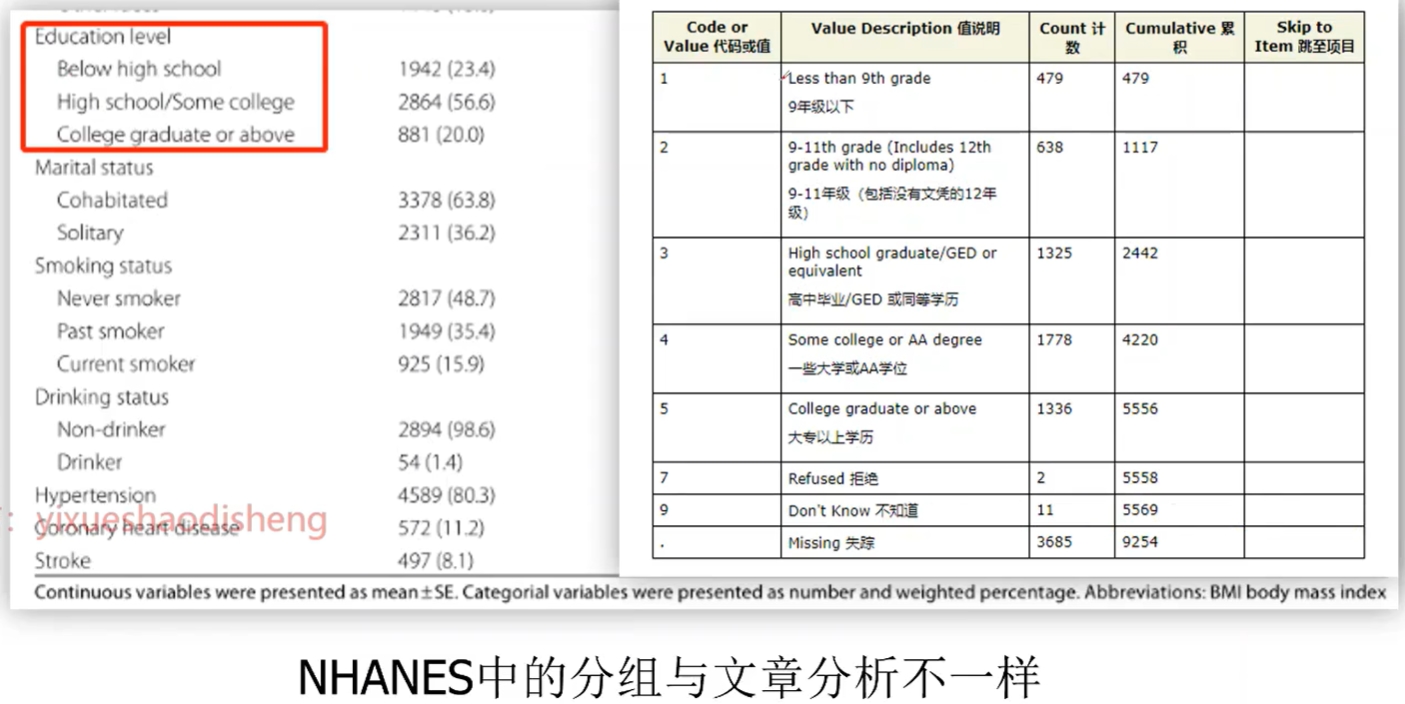 Education level
Below high school 1942 (23.4)
High school/Some college 2864 (56.6)
College graduate or above 881 (20.0)
Marital status
Cohabitated 3378 (63.8)
Solitary 2311 (36.2)
Smoking status
Never smoker 2817 (48.7)
Past smoker 1949 (35.4)
Current smoker 925 (15.9)
Drinking status
Non-drinker 2894 (98.6)
Drinker 54 (1.4)
Hypertension 4589 (80.3)
yixueshaodisheng
Coronary heart disease 572 (11.2)
Stroke 497 (8.1)
Code or Value Description 值说明 Count 计 Cumulative 累 Skip to
Value 代码或值 数 积 Item 跳至项目
1 Less than 9th grade 479 479
9年级以下
2 9-11th grade (Includes 12th 638 1117
grade with no diploma)
9-11年级（包括没有文凭的12年
级）
3 High school graduate/GED or 1325 2442
equivalent
高中毕业/GED 或同等学历
4 Some college or AA degree 1778 4220
一些大学或AA学位
5 College graduate or above 1336 5556
大专以上学历
7 Refused 拒绝 2 5558
9 Don't Know 不知道 11 5569
. Missing 失踪 3685 9254
Continuous variables were presented as mean±SE. Categorial variables were presented as number and weighted percentage. Abbreviations: BMI body mass index
NHANES中的分组与文章分析不一样